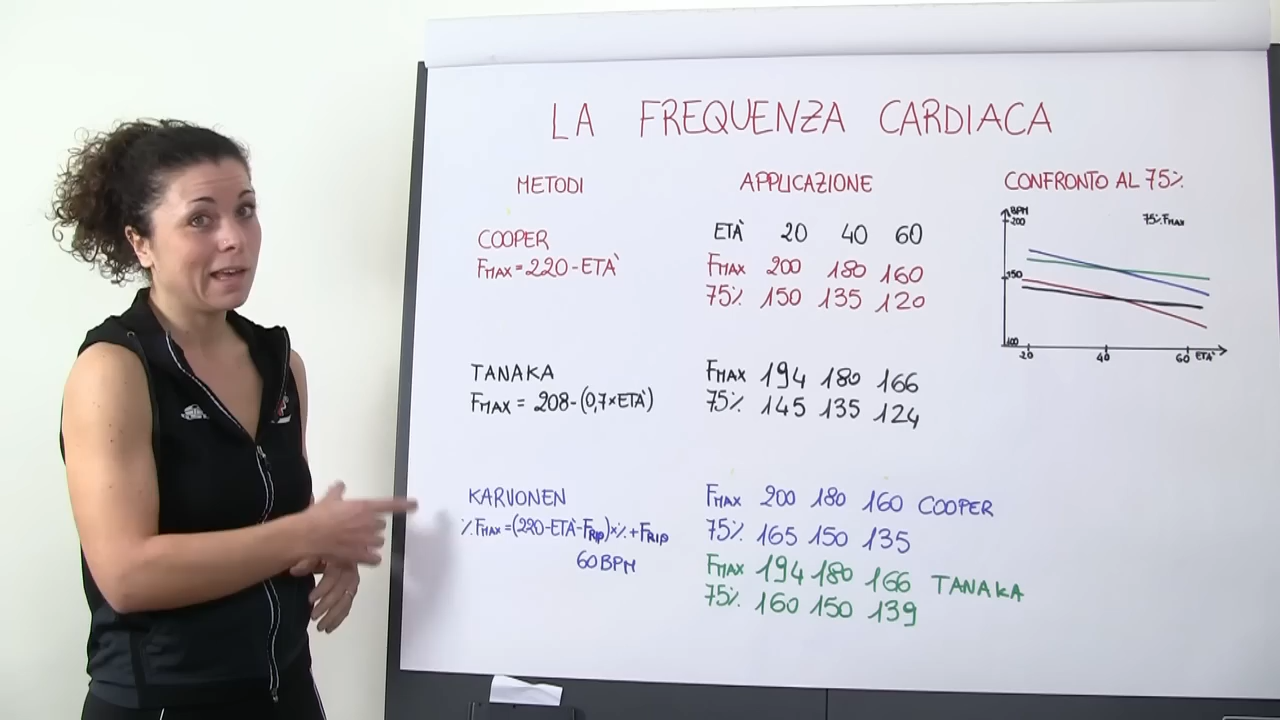 LA FREQUENZA CARDIACA
METODI
COOPER
FMAX = 220 - ETÀ
TANAKA
FMAX = 208 - (0,7×ETÀ)
KARVONEN
% FMAX = (220 - ETÀ - FRIP)×% + FRIP
60 BPM
APPLICAZIONE
ETÀ 20 40 60
FMAX 200 180 160
75% 150 135 120
FMAX 194 180 166
75% 145 135 124
FMAX 200 180 160 COOPER
75% 165 150 135
FMAX 194 180 166 TANAKA
75% 160 150 139
CONFRONTO AL 75%
BPM
200
75% FMAX
150
100
20 40 60 ETÀ